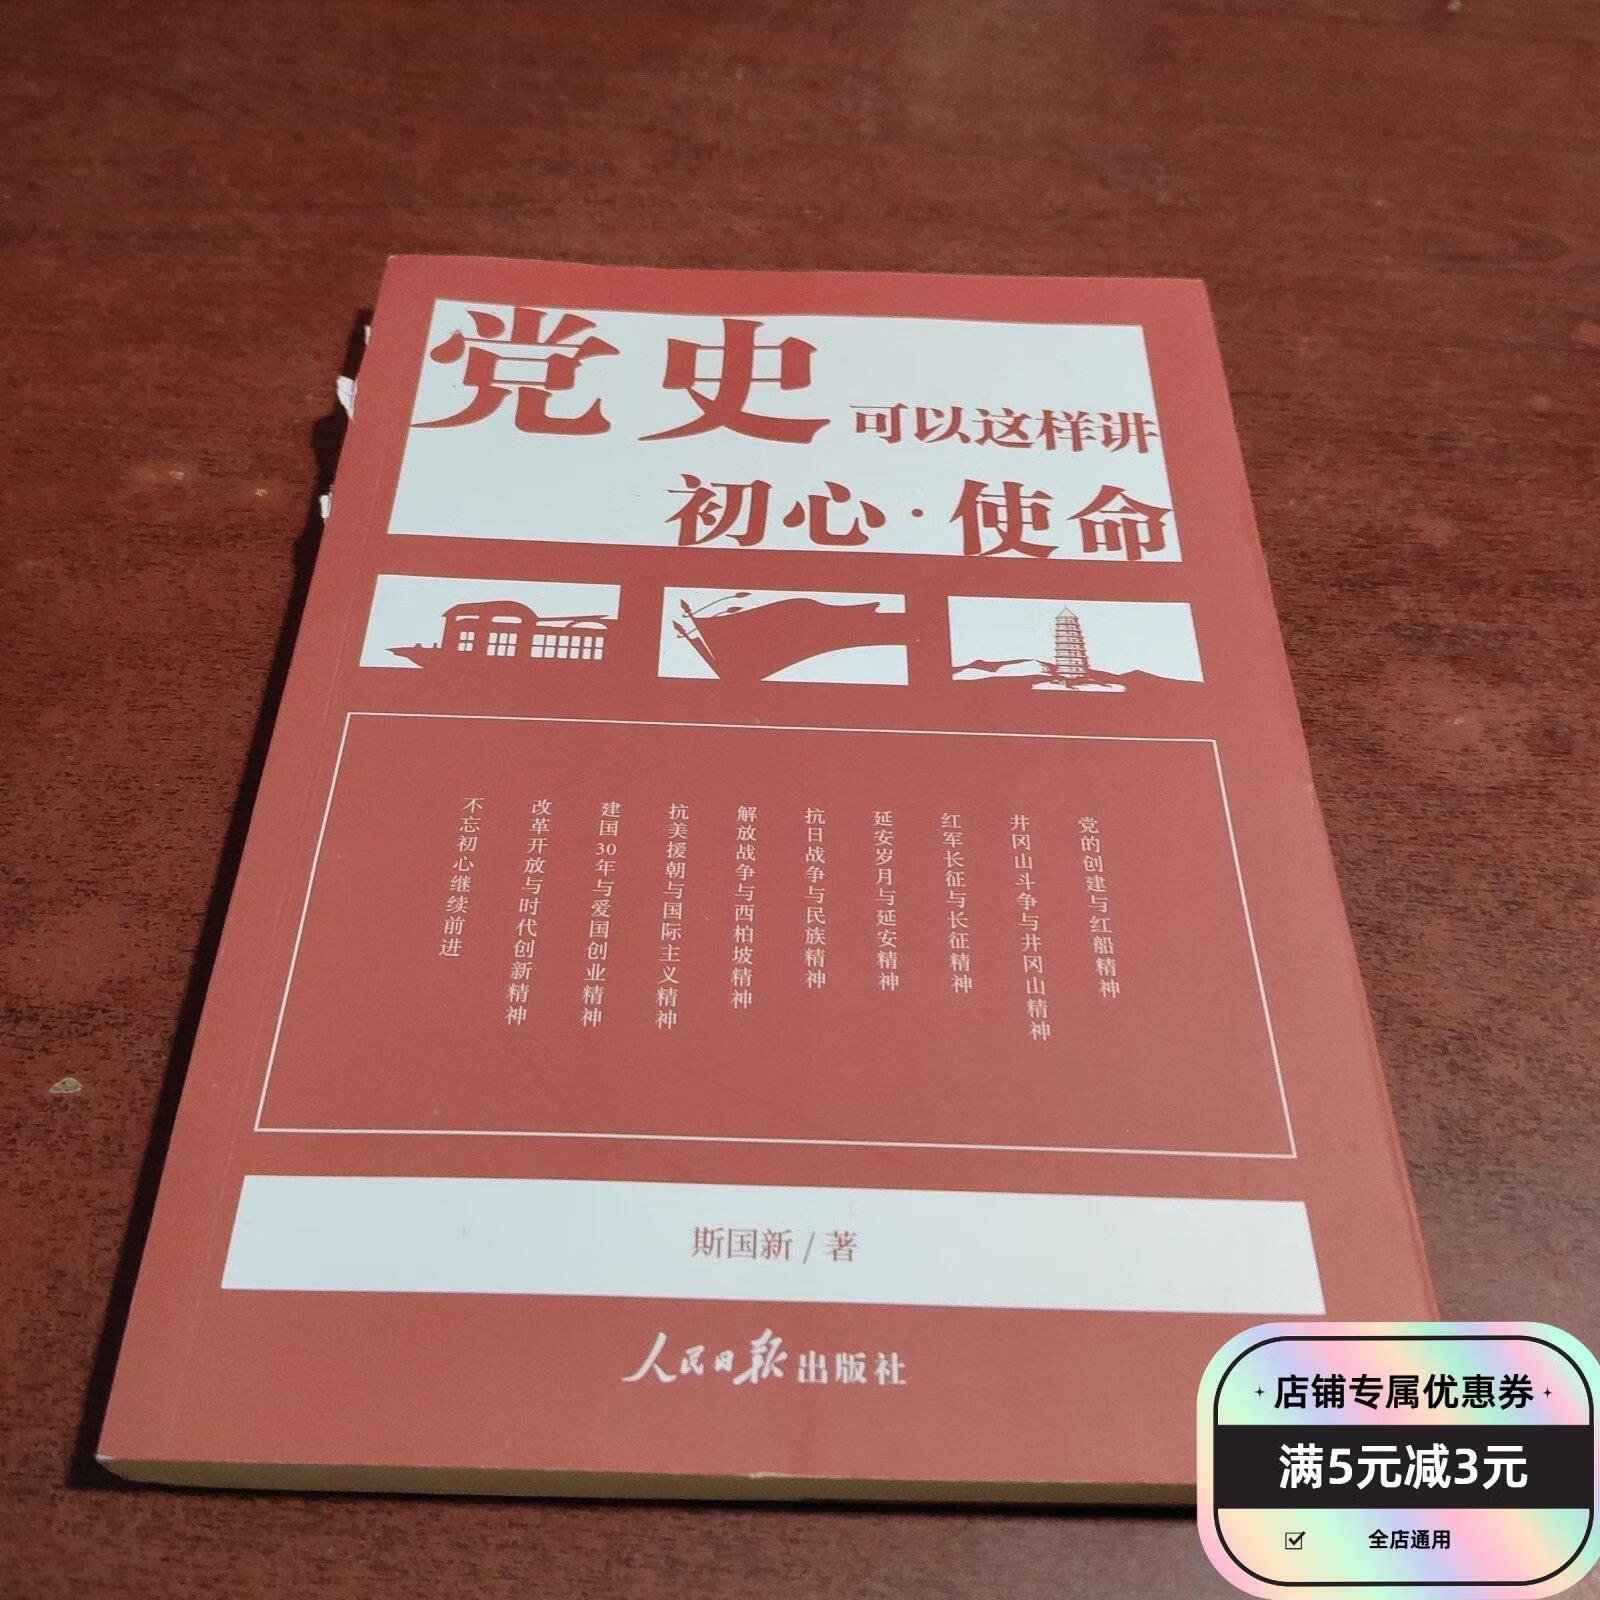 党史可以这样讲
初心·使命
党的创建与红船精神
井冈山斗争与井冈山精神
红军长征与长征精神
延安岁月与延安精神
抗日战争与民族精神
解放战争与西柏坡精神
抗美援朝与国际主义精神
建国30年与爱国创业精神
改革开放与时代创新精神
不忘初心继续前进
斯国新/著
人民日报出版社
店铺专属优惠券
满5元减3元
全店通用